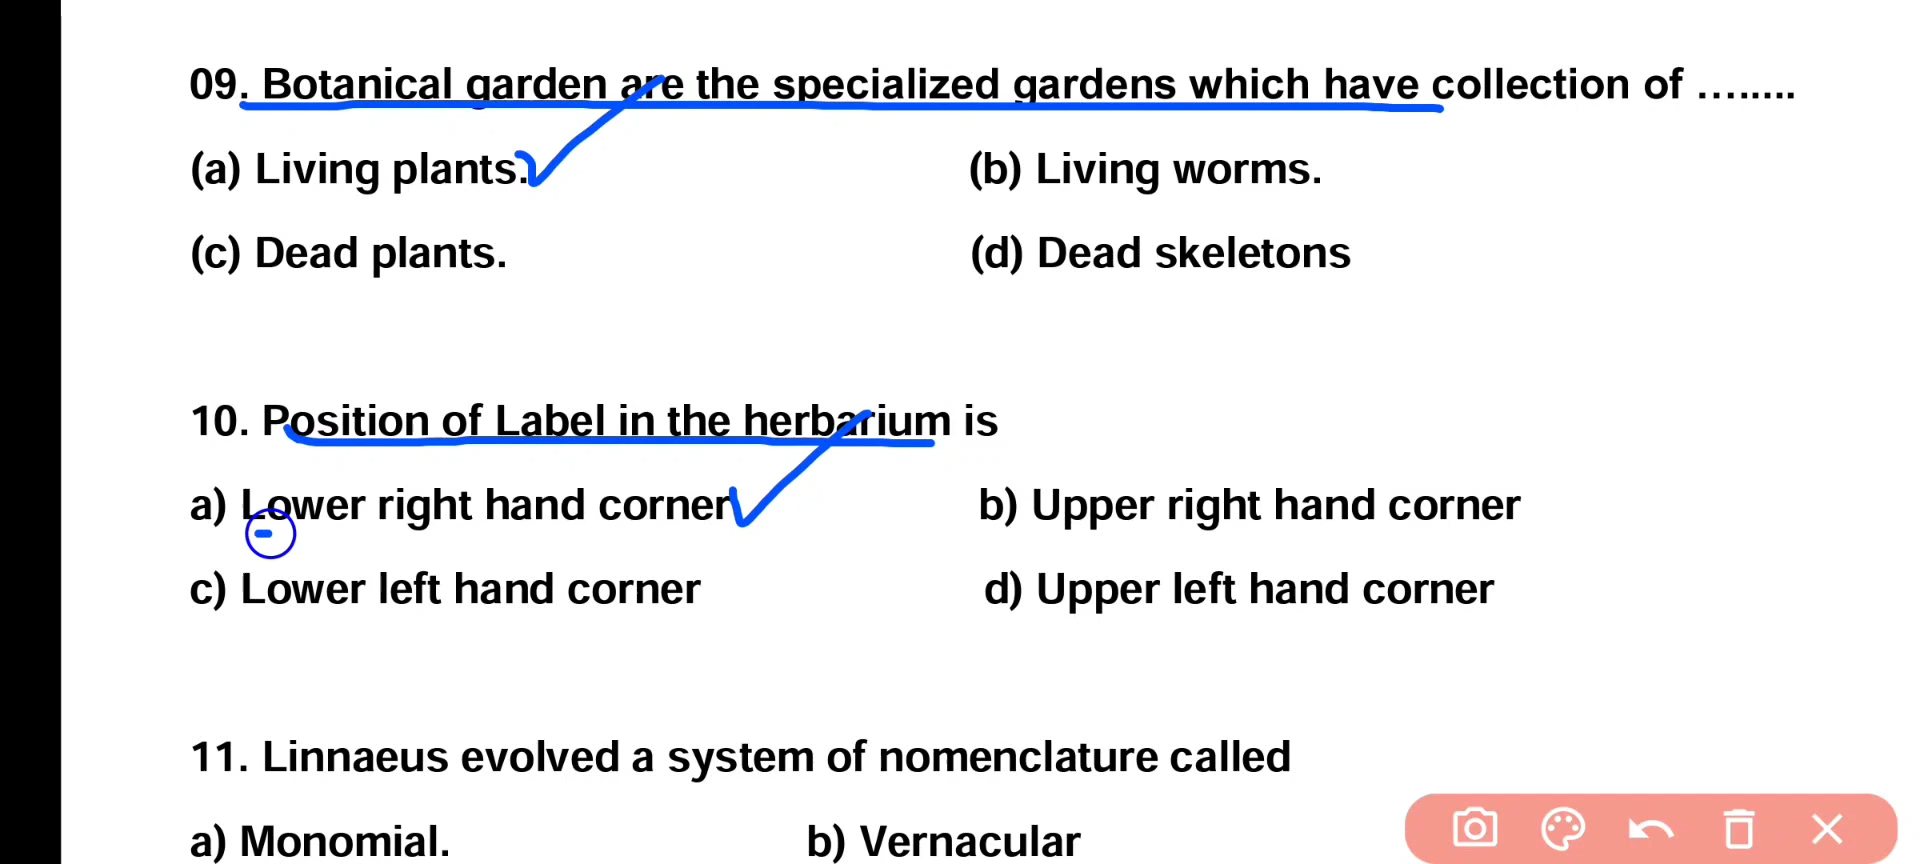 09. Botanical garden are the specialized gardens which have collection of ........
(a) Living plants. (b) Living worms.
(c) Dead plants. (d) Dead skeletons
10. Position of Label in the herbarium is
a) Lower right hand corner b) Upper right hand corner
c) Lower left hand corner d) Upper left hand corner
11. Linnaeus evolved a system of nomenclature called
a) Monomial. b) Vernacular